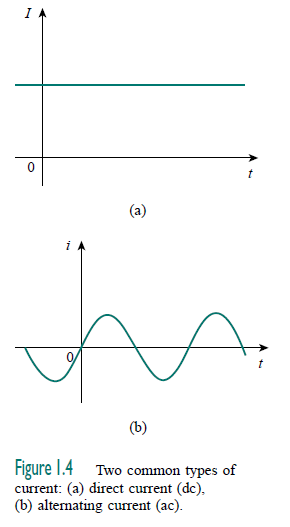 I
0
t
(a)
i
0
t
(b)
Figure 1.4 Two common types of
current: (a) direct current (dc),
(b) alternating current (ac).